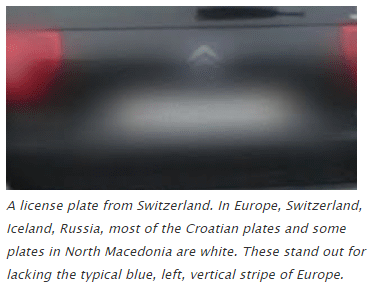 A license plate from Switzerland. In Europe, Switzerland,
Iceland, Russia, most of the Croatian plates and some
plates in North Macedonia are white. These stand out for
lacking the typical blue, left, vertical stripe of Europe.